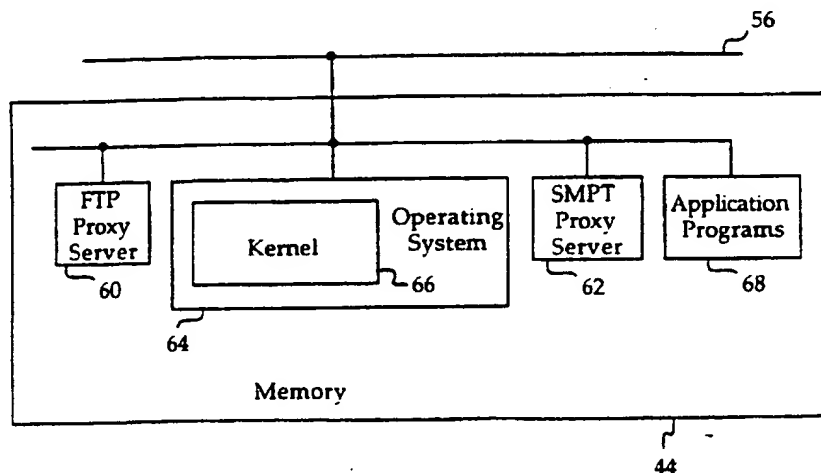 56
FTP
Proxy
Server
60
Kernel
Operating
System
66
64
SMPT
Proxy
Server
62
Application
Programs
68
Memory
44